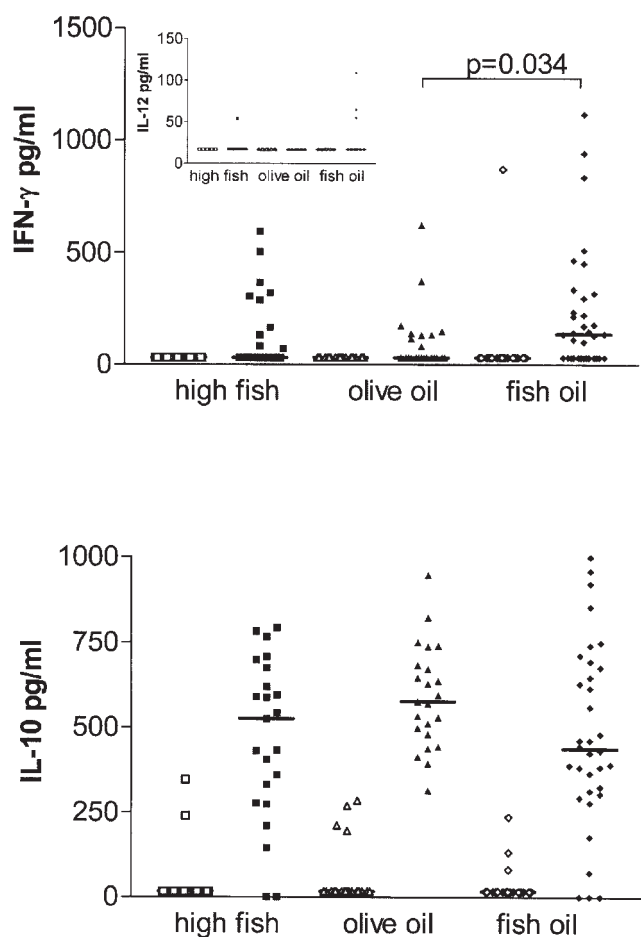 1500
1000
500
0
IFN-γ pg/ml
150
100
50
0
IL-12 pg/ml
high fish olive oil fish oil
p=0.034
high fish olive oil fish oil
1000
750
500
250
0
IL-10 pg/ml
high fish olive oil fish oil